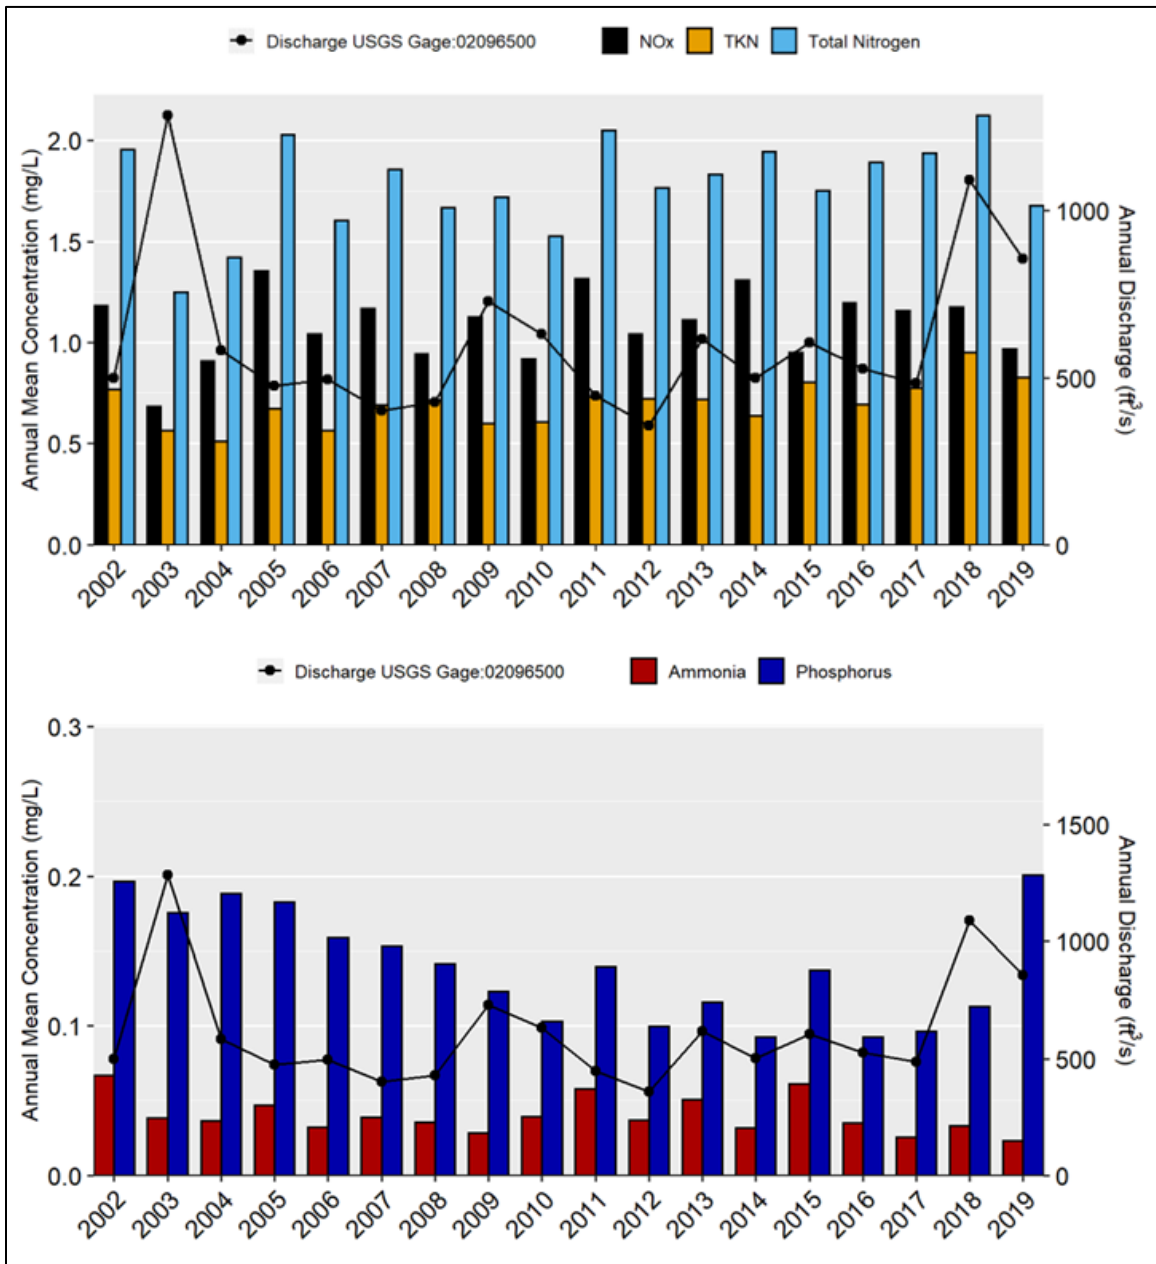 Discharge USGS Gage:02096500 NOx TKN Total Nitrogen
Annual Mean Concentration (mg/L)
2.0
1.5
1.0
0.5
0.0
1000
500
0
Annual Discharge (ft³/s)
2002 2003 2004 2005 2006 2007 2008 2009 2010 2011 2012 2013 2014 2015 2016 2017 2018 2019
Discharge USGS Gage:02096500 Ammonia Phosphorus
Annual Mean Concentration (mg/L)
0.3
0.2
0.1
0.0
1500
1000
500
0
Annual Discharge (ft³/s)
2002 2003 2004 2005 2006 2007 2008 2009 2010 2011 2012 2013 2014 2015 2016 2017 2018 2019